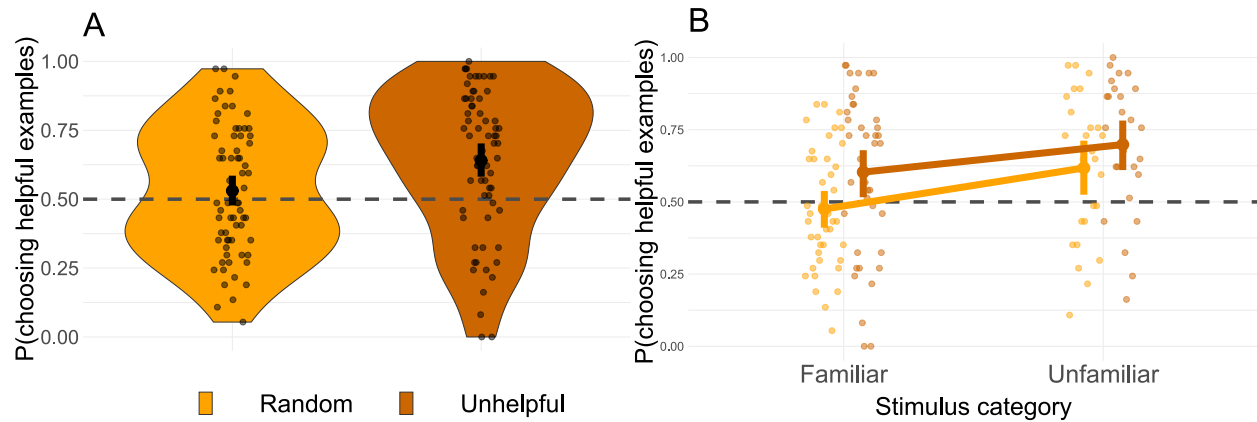 A
P(choosing helpful examples)
1.00
0.75
0.50
0.25
0.00
Random
Unhelpful
B
P(choosing helpful examples)
1.00
0.75
0.50
0.25
0.00
Familiar
Unfamiliar
Stimulus category